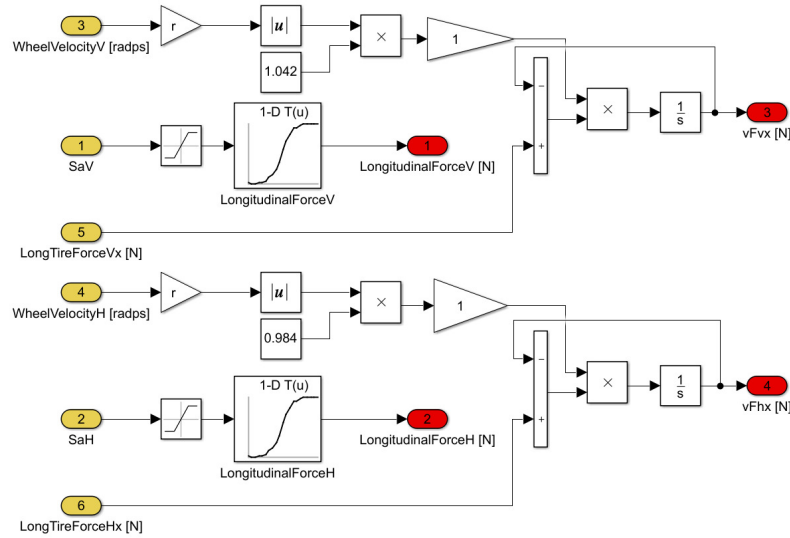 3
WheelVelocityV [radps]
r
|u|
×
1
1.042
−
+
×
1
s
3
vFvx [N]
1
SaV
1-D T(u)
LongitudinalForceV
1
LongitudinalForceV [N]
5
LongTireForceVx [N]
4
WheelVelocityH [radps]
r
|u|
×
1
0.984
−
+
×
1
s
4
vFhx [N]
2
SaH
1-D T(u)
LongitudinalForceH
2
LongitudinalForceH [N]
6
LongTireForceHx [N]